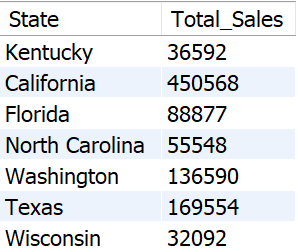 State Total_Sales
Kentucky 36592
California 450568
Florida 88877
North Carolina 55548
Washington 136590
Texas 169554
Wisconsin 32092